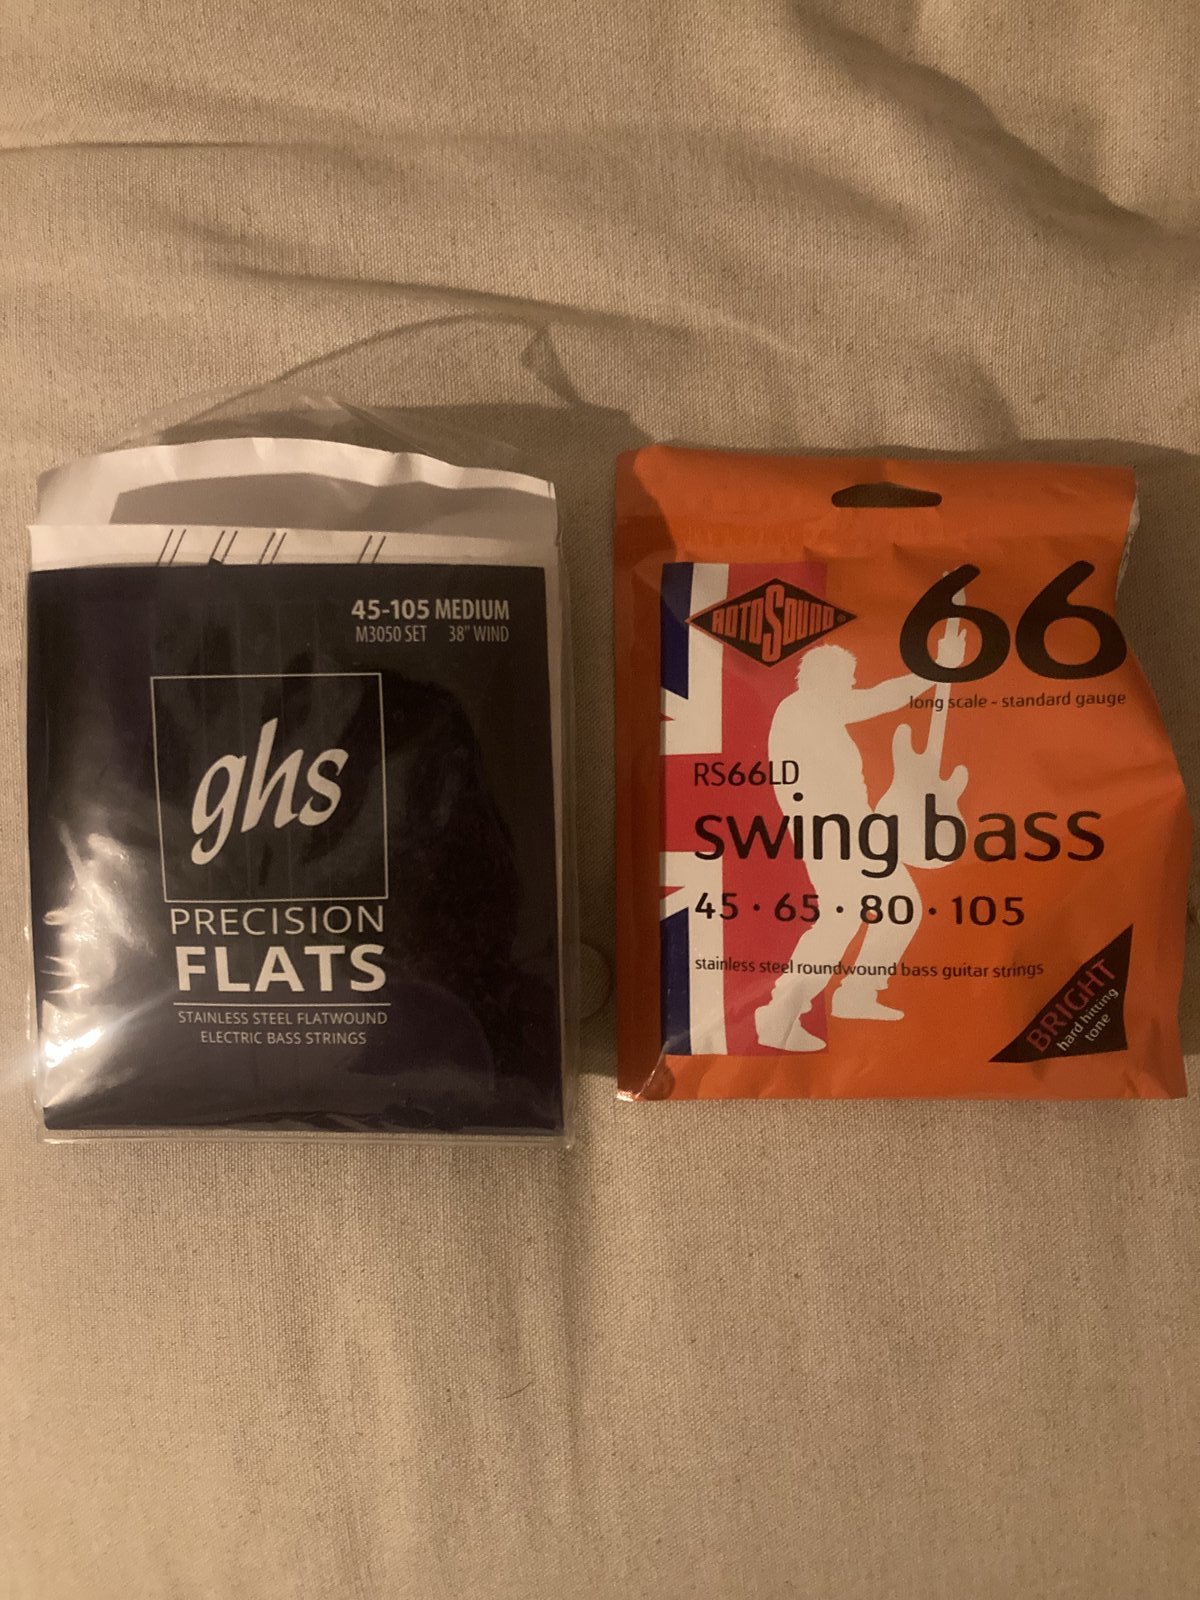 45-105 MEDIUM
M3050 SET 38" WIND
ghs
PRECISION
FLATS
STAINLESS STEEL FLATWOUND
ELECTRIC BASS STRINGS
ROTOSOUND®
66
long scale - standard gauge
RS66LD
swing bass
45 · 65 · 80 · 105
stainless steel roundwound bass guitar strings
BRIGHT
hard hitting
tone